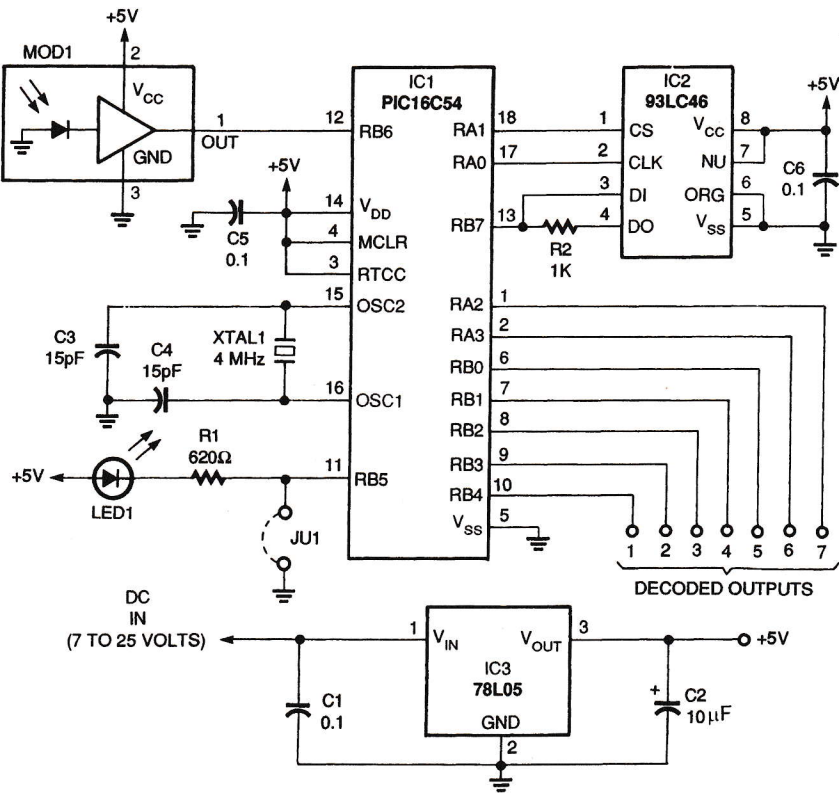 +5V
MOD1
2
VCC
1
OUT
GND
3
IC1
PIC16C54
12
RB6
+5V
14
VDD
4
MCLR
3
RTCC
C5
0.1
15
OSC2
C3
15pF
C4
15pF
XTAL1
4 MHz
16
OSC1
R1
620Ω
+5V
LED1
11
RB5
JU1
RA1
18
RA0
17
RB7
13
R2
1K
RA2
1
RA3
2
RB0
6
RB1
7
RB2
8
RB3
9
RB4
10
VSS
5
IC2
93LC46
1
CS
2
CLK
3
DI
4
DO
VCC
8
NU
7
ORG
6
VSS
5
+5V
C6
0.1
1 2 3 4 5 6 7
DECODED OUTPUTS
DC
IN
(7 TO 25 VOLTS)
C1
0.1
1
VIN
VOUT
3
IC3
78L05
GND
2
+5V
+
C2
10µF